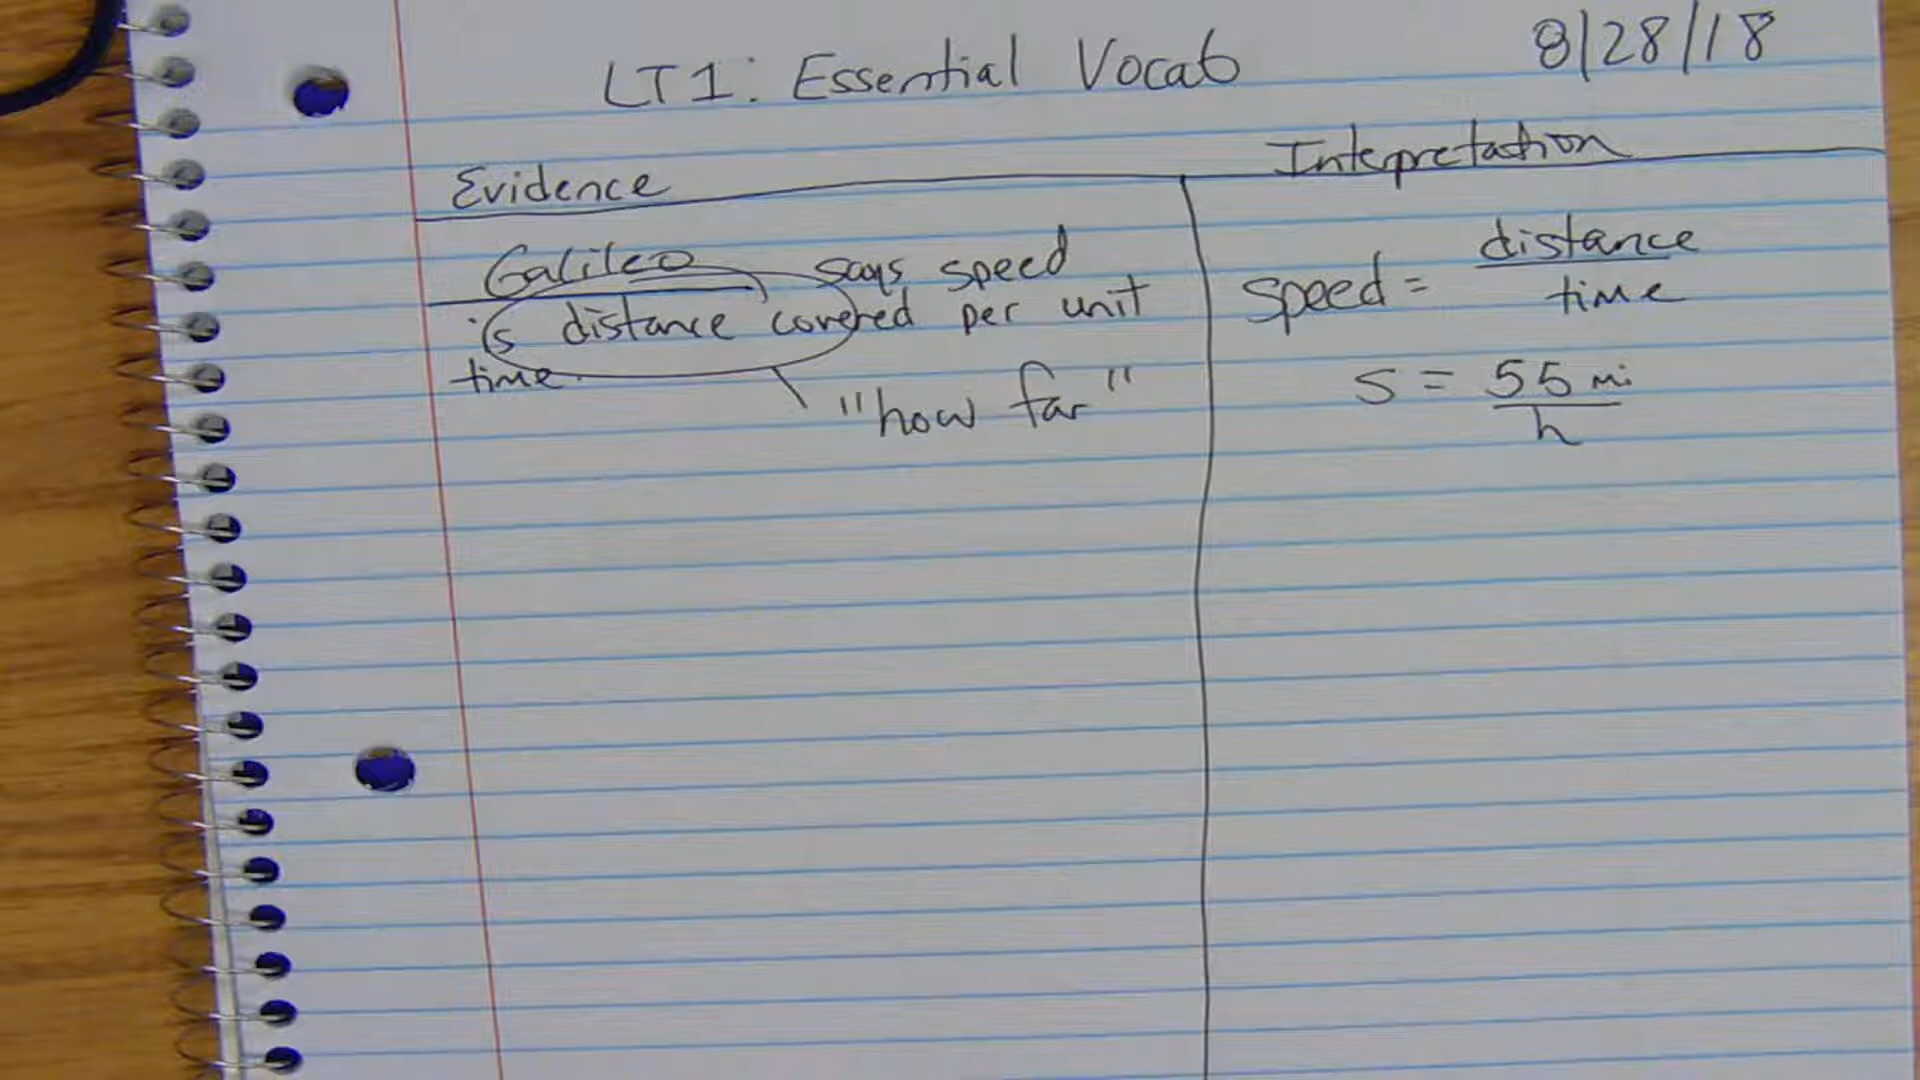 LT1: Essential Vocab
8/28/18
Evidence
Galileo says speed
is distance covered per unit
time.
"how far"
Interpretation
speed = distance
time
s = 55 mi
h